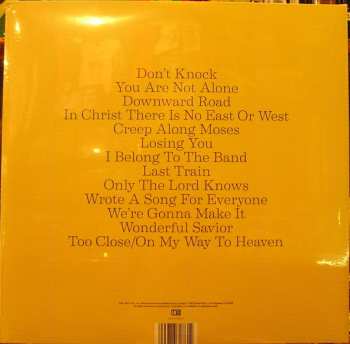 Don't Knock
You Are Not Alone
Downward Road
In Christ There Is No East Or West
Creep Along Moses
Losing You
I Belong To The Band
Last Train
Only The Lord Knows
Wrote A Song For Everyone
We're Gonna Make It
Wonderful Savior
Too Close/On My Way To Heaven